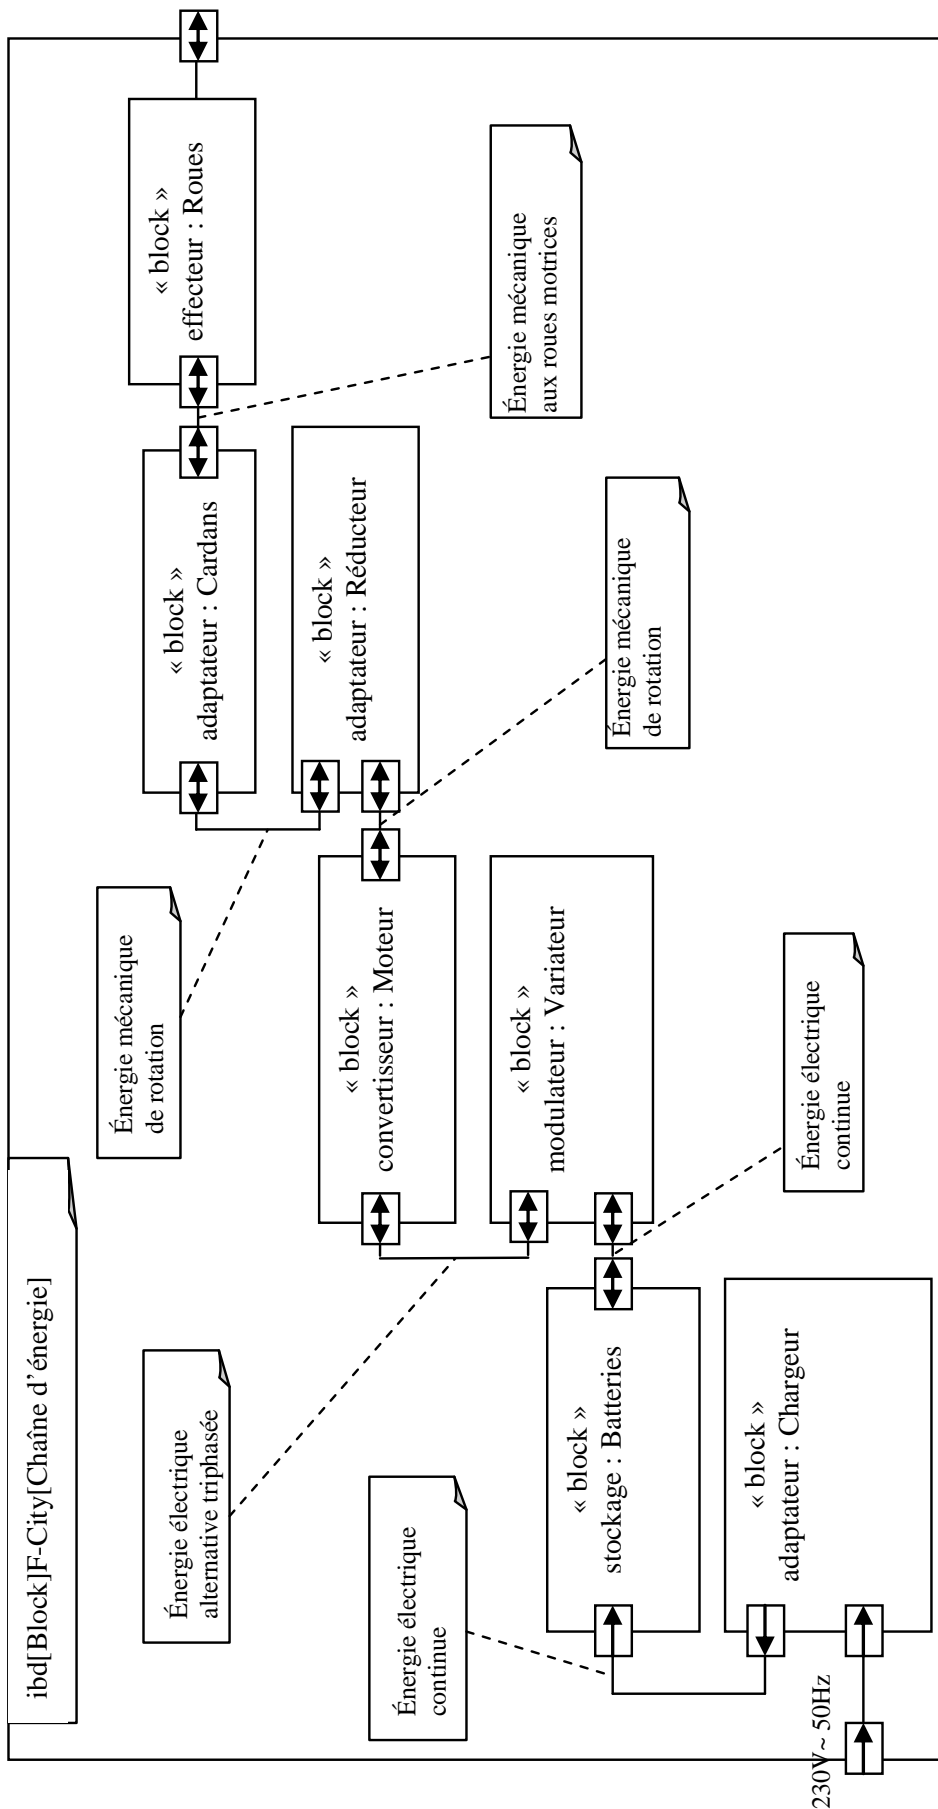 ibd[Block]F-City[Chaîne d'énergie]
230V~ 50Hz
« block »
adaptateur : Chargeur
Énergie électrique
continue
« block »
stockage : Batteries
Énergie électrique
continue
« block »
modulateur : Variateur
Énergie électrique
alternative triphasée
« block »
convertisseur : Moteur
Énergie mécanique
de rotation
« block »
adaptateur : Réducteur
Énergie mécanique
de rotation
« block »
adaptateur : Cardans
Énergie mécanique
aux roues motrices
« block »
effecteur : Roues